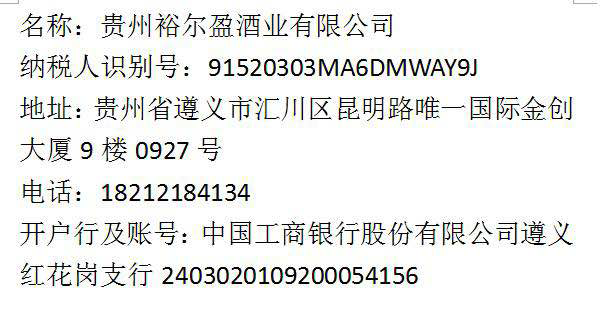 名称：贵州裕尔盈酒业有限公司
纳税人识别号：91520303MA6DMWAY9J
地址：贵州省遵义市汇川区昆明路唯一国际金创
大厦 9 楼 0927 号
电话：18212184134
开户行及账号：中国工商银行股份有限公司遵义
红花岗支行 2403020109200054156